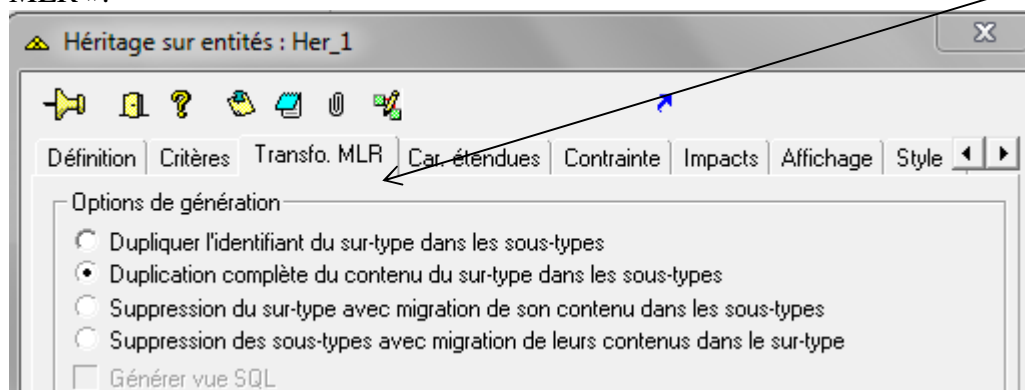 MLR ».
Héritage sur entités : Her_1
Définition Critères Transfo. MLR Car. étendues Contrainte Impacts Affichage Style
Options de génération
Dupliquer l'identifiant du sur-type dans les sous-types
Duplication complète du contenu du sur-type dans les sous-types
Suppression du sur-type avec migration de son contenu dans les sous-types
Suppression des sous-types avec migration de leurs contenus dans le sur-type
Générer vue SQL